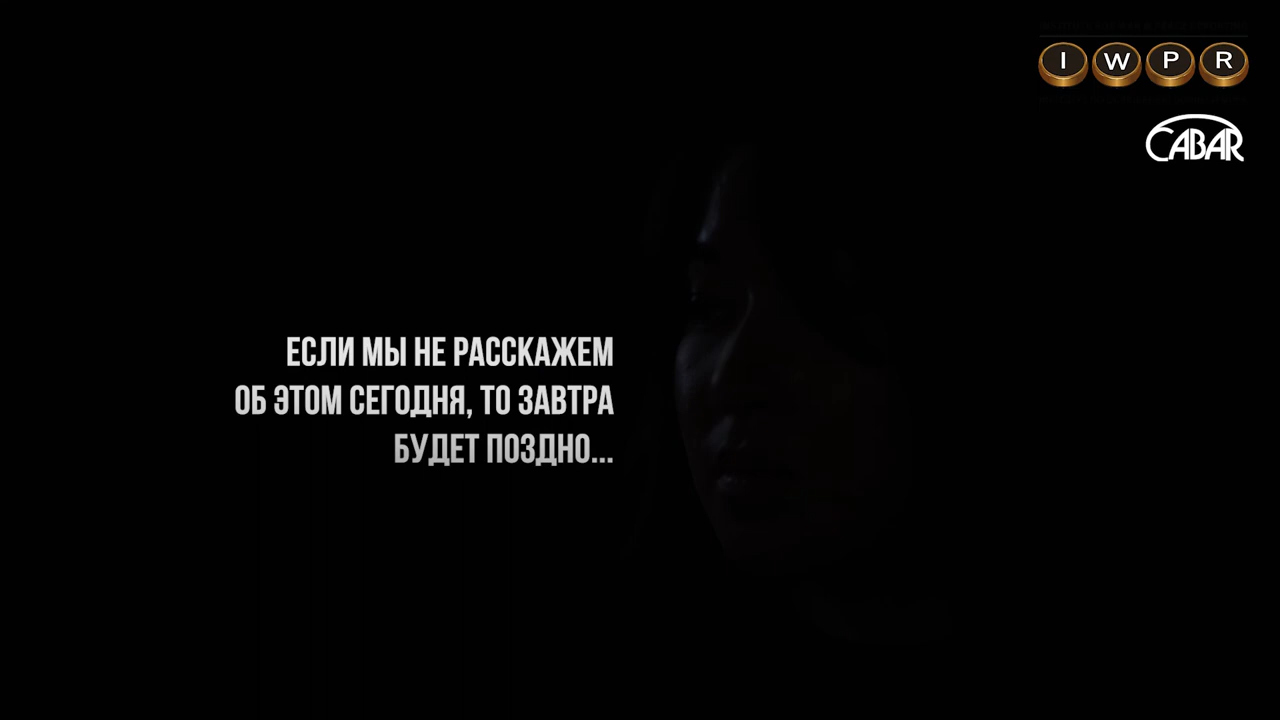 I W P R
CABAR
ЕСЛИ МЫ НЕ РАССКАЖЕМ
ОБ ЭТОМ СЕГОДНЯ, ТО ЗАВТРА
БУДЕТ ПОЗДНО...